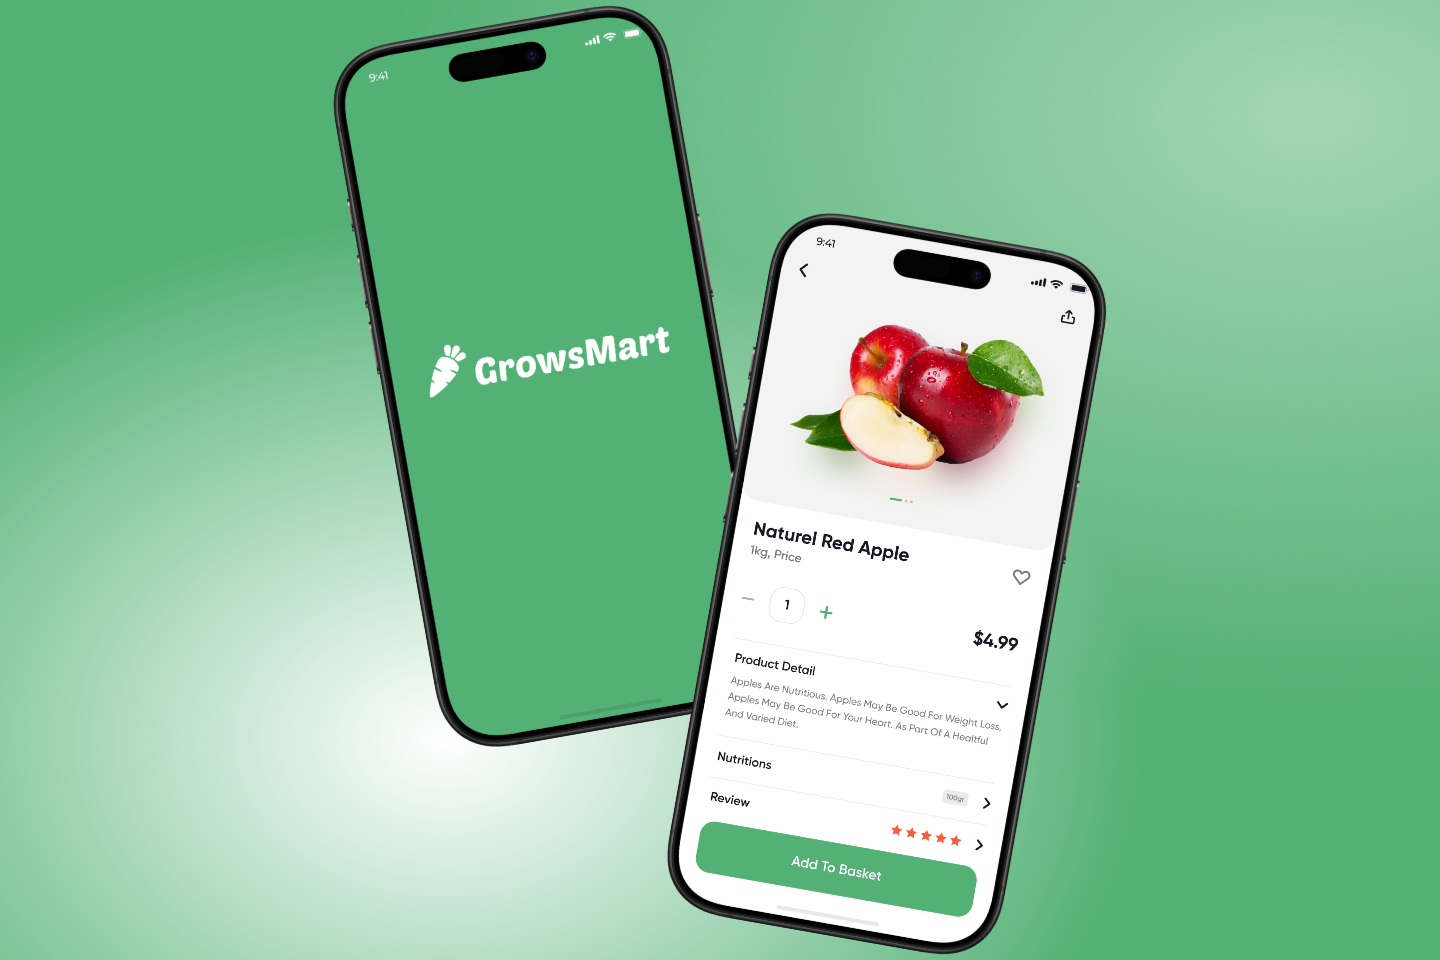 9:41
GrowsMart
9:41
Naturel Red Apple
1kg, Price
1
$4.99
Product Detail
Apples Are Nutritious. Apples May Be Good For Weight Loss.
Apples May Be Good For Your Heart. As Part Of A Healtful
And Varied Diet.
Nutritions
100gr
Review
Add To Basket